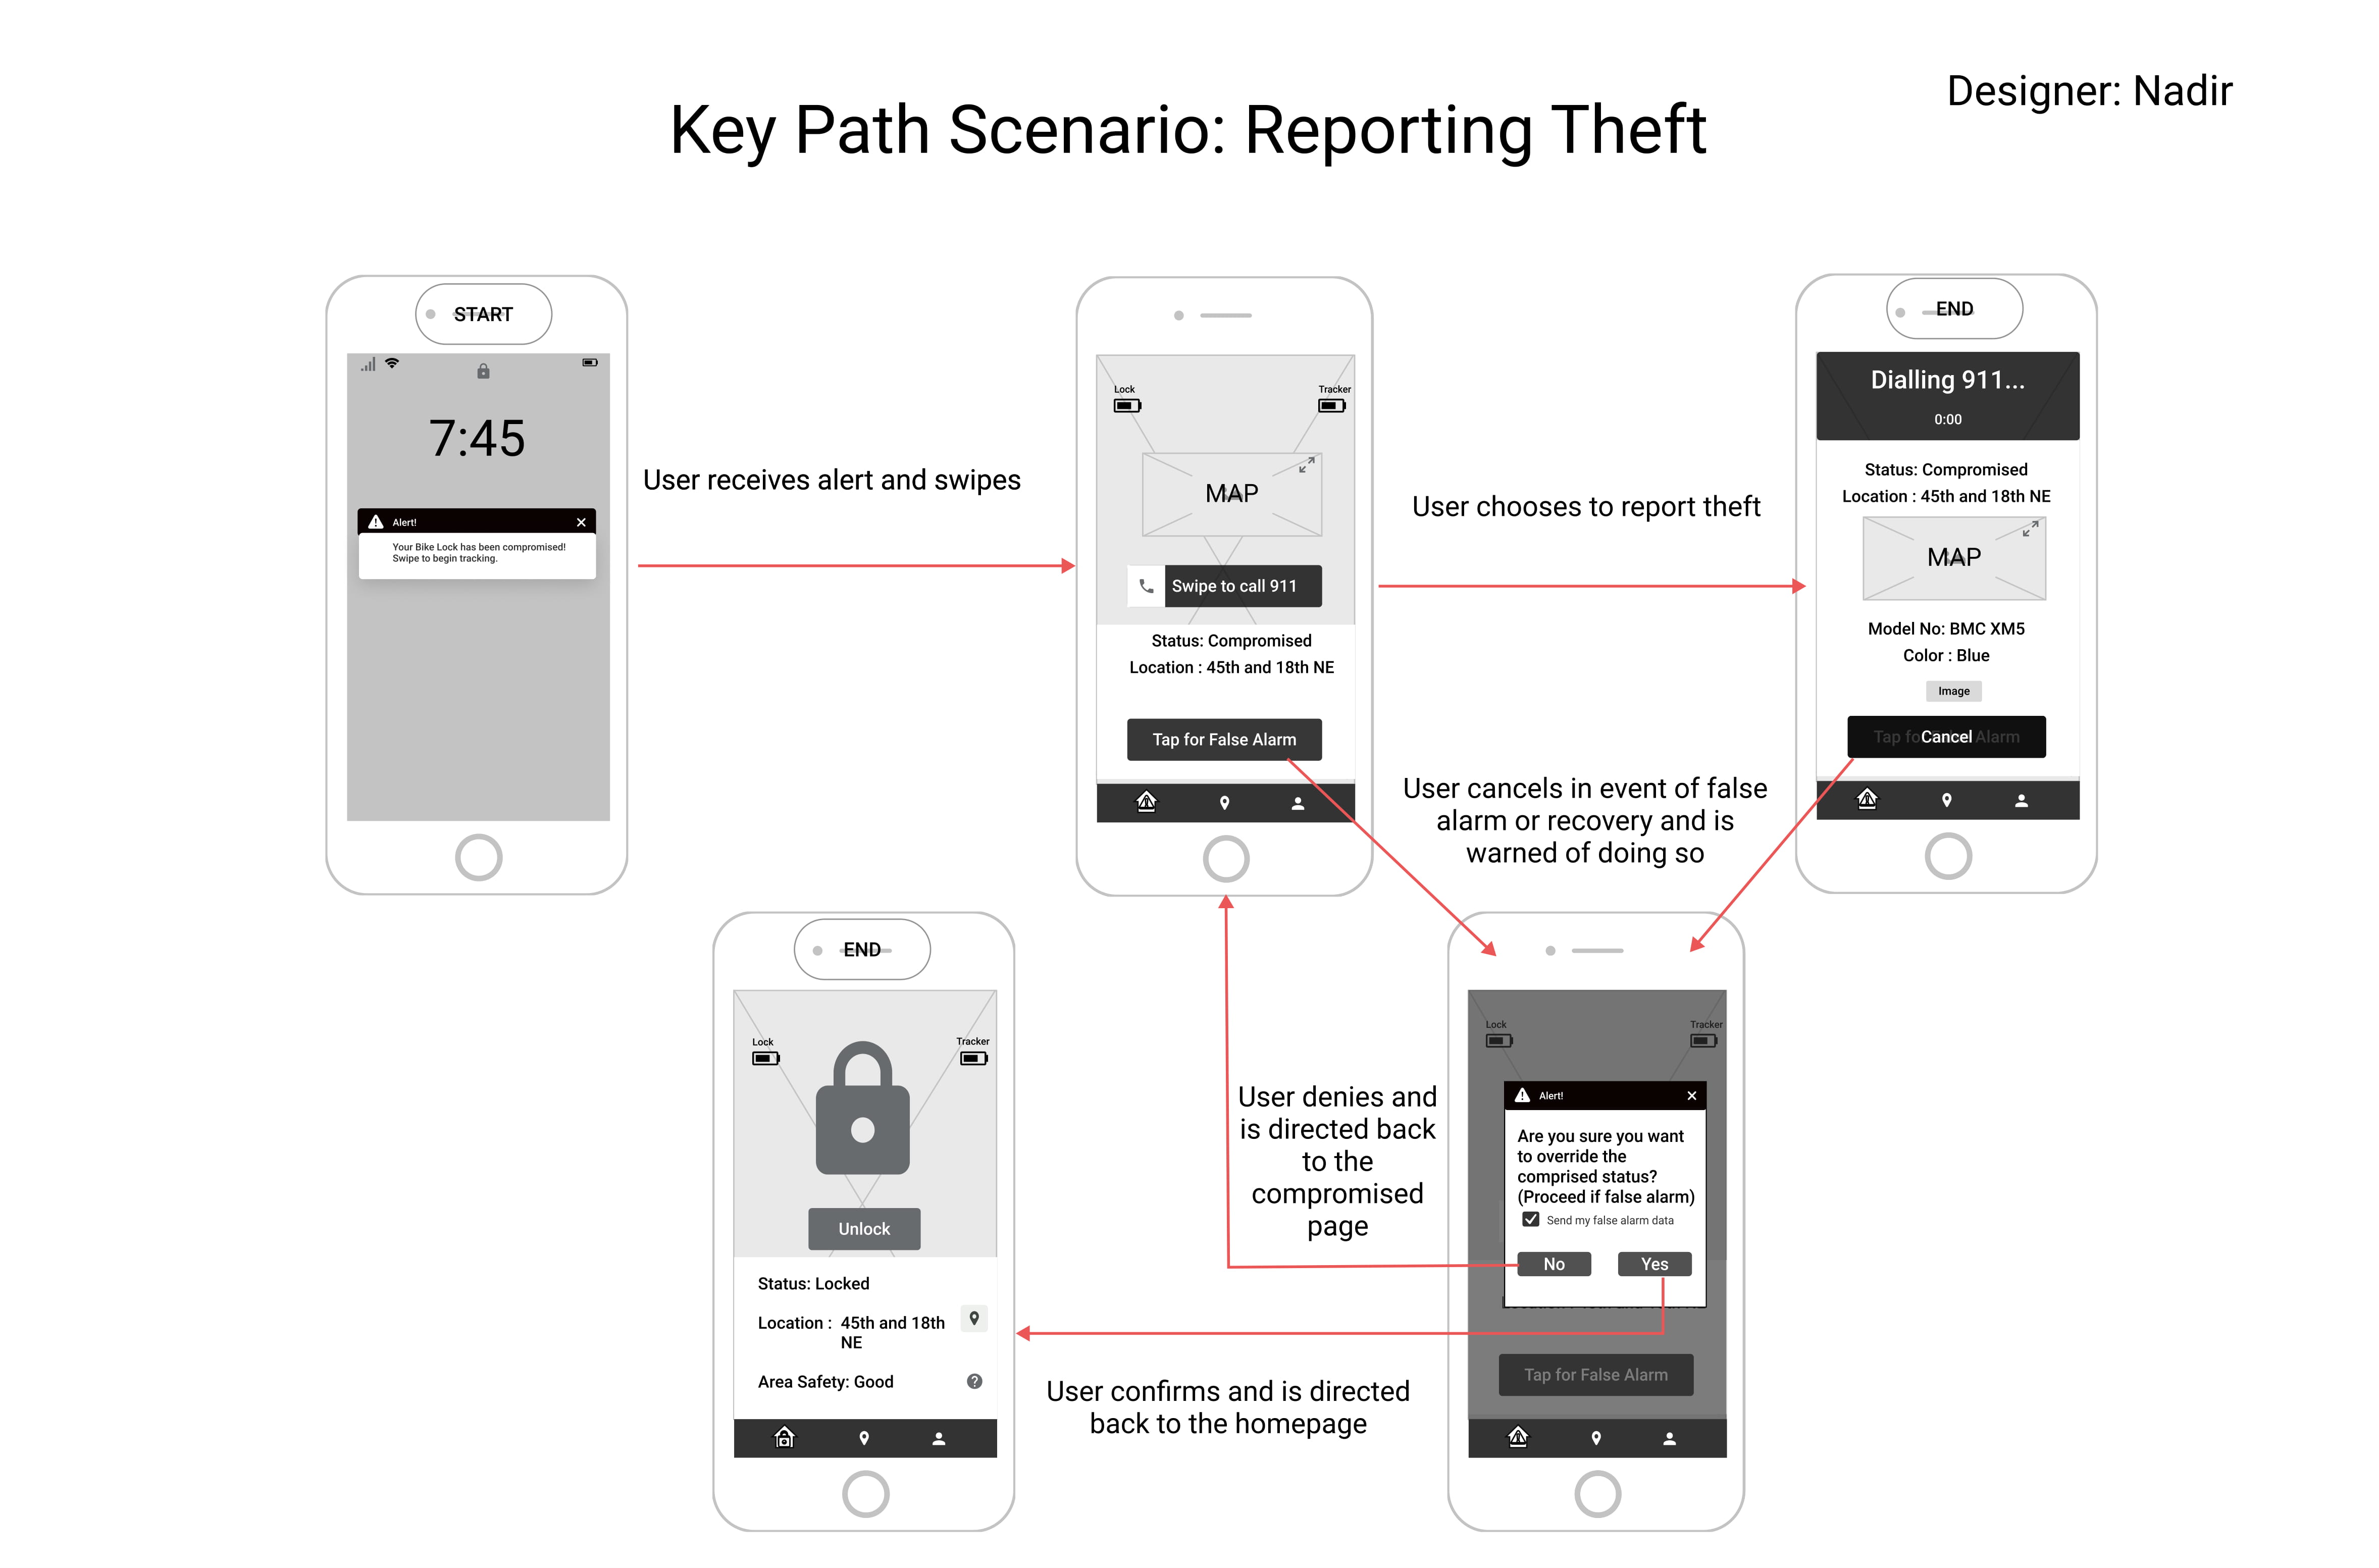 Designer: Nadir
Key Path Scenario: Reporting Theft
START
7:45
Alert!
Your Bike Lock has been compromised!
Swipe to begin tracking.
User receives alert and swipes
Lock
Tracker
MAP
Swipe to call 911
Status: Compromised
Location : 45th and 18th NE
Tap for False Alarm
User chooses to report theft
END
Dialling 911...
0:00
Status: Compromised
Location : 45th and 18th NE
MAP
Model No: BMC XM5
Color : Blue
Image
Cancel
User cancels in event of false
alarm or recovery and is
warned of doing so
END
Lock
Tracker
Unlock
Status: Locked
Location : 45th and 18th
NE
Area Safety: Good
User denies and
is directed back
to the
compromised
page
User confirms and is directed
back to the homepage
Lock
Tracker
Alert!
Are you sure you want
to override the
comprised status?
(Proceed if false alarm)
Send my false alarm data
No
Yes
Tap for False Alarm